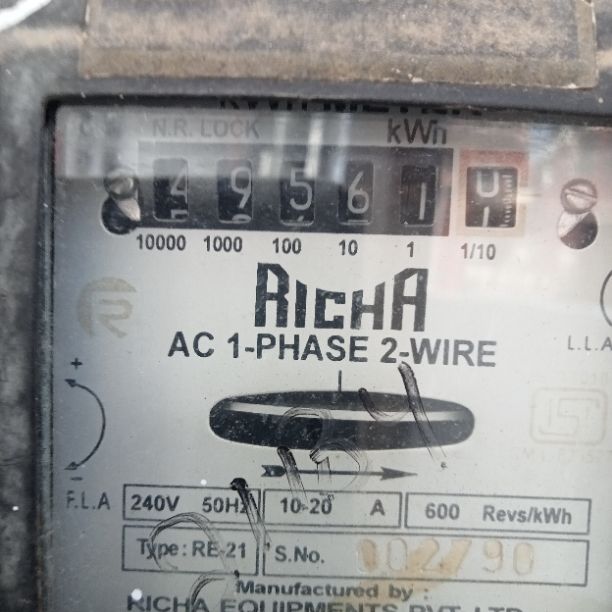 N.R. LOCK kWh
4 9 5 6 1
10000 1000 100 10 1 1/10
RICHA
AC 1-PHASE 2-WIRE
L.L.A
+
-
F.L.A 240V 50HZ 10-20 A 600 Revs/kWh
Type: RE-21 S.No.
Manufactured by :
RICHA EQUIPMENTS PVT. LTD